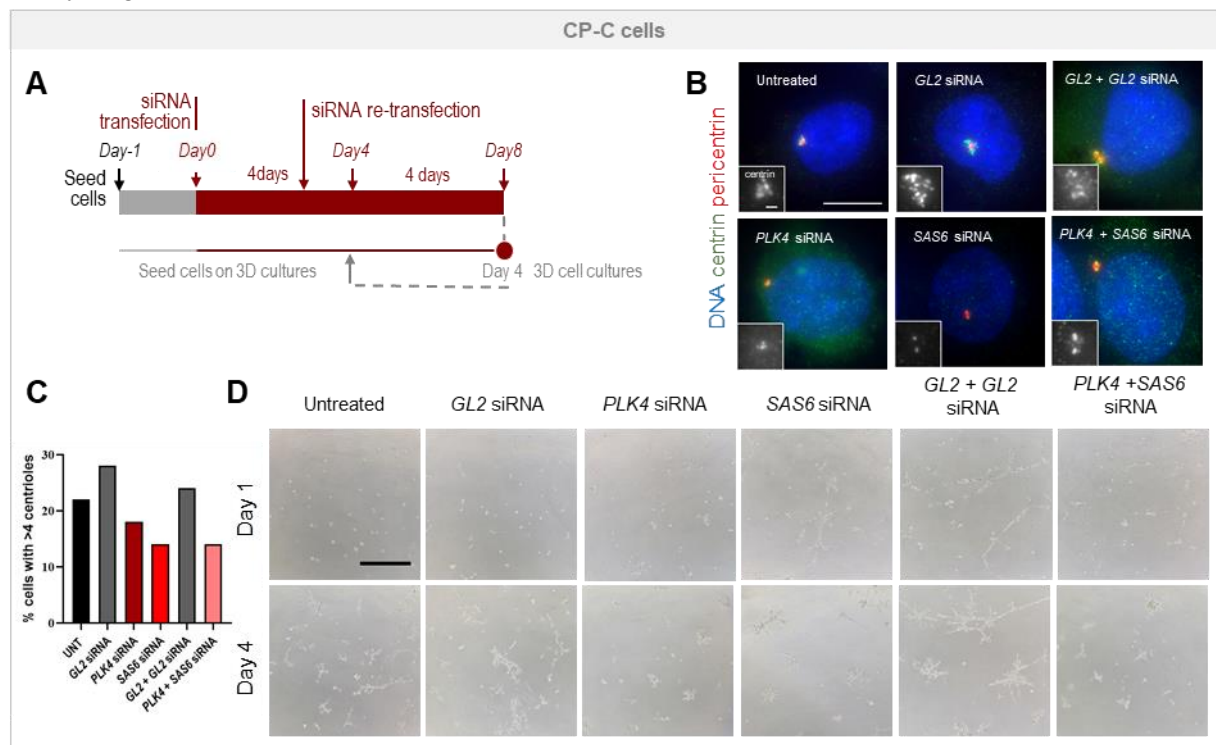 CP-C cells
A
siRNA
transfection
siRNA re-transfection
Day-1
Day0
Day4
Day8
Seed
cells
4days
4 days
Seed cells on 3D cultures
Day 4 3D cell cultures
B
DNA centrin pericentrin
Untreated
GL2 siRNA
GL2 + GL2 siRNA
centrin
PLK4 siRNA
SAS6 siRNA
PLK4 + SAS6 siRNA
C
% cells with >4 centrioles
30
20
10
0
UNT
GL2 siRNA
PLK4 siRNA
SAS6 siRNA
GL2 + GL2 siRNA
PLK4 + SAS6 siRNA
D
Untreated
GL2 siRNA
PLK4 siRNA
SAS6 siRNA
GL2 + GL2
siRNA
PLK4 +SAS6
siRNA
Day 1
Day 4